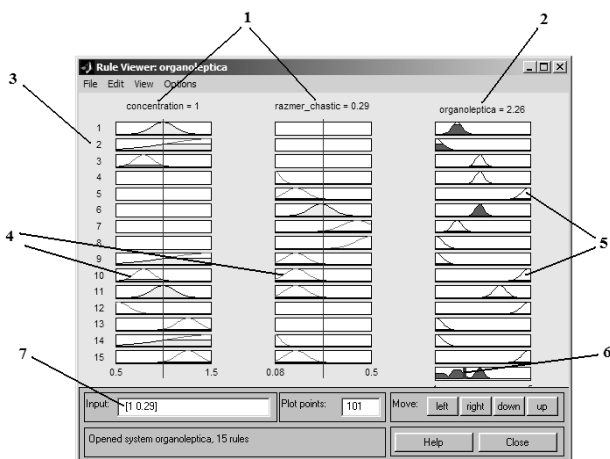 1
2
3
Rule Viewer: organoleptica
File Edit View Options
concentration = 1
razmer_chastic = 0.29
organoleptica = 2.26
1
2
3
4
5
6
7
8
9
10
11
12
13
14
15
4
5
6
7
0.5
1.5
0.08
0.5
Input:
[1 0.29]
Plot points:
101
Move:
left
right
down
up
Opened system organoleptica, 15 rules
Help
Close